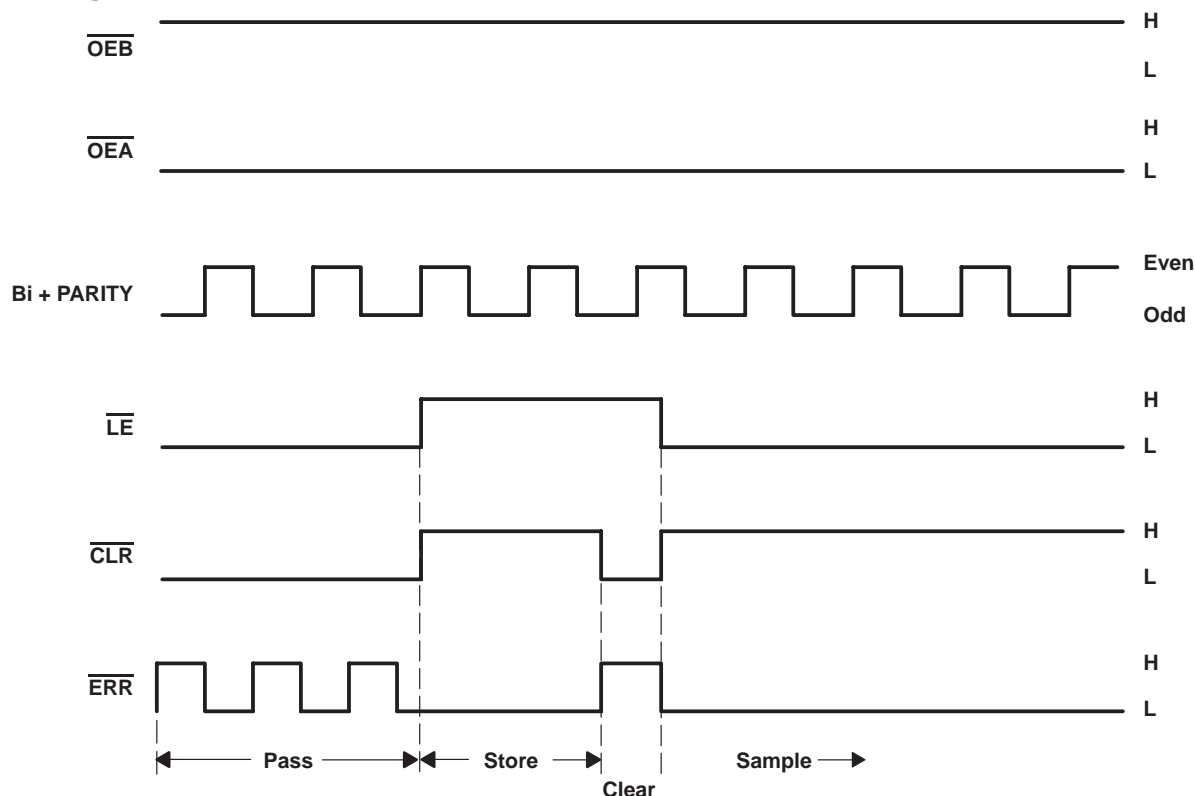 H
OEB
L
H
OEA
L
Even
Bi + PARITY
Odd
H
LE
L
H
CLR
L
H
ERR
L
Pass Store Sample
Clear